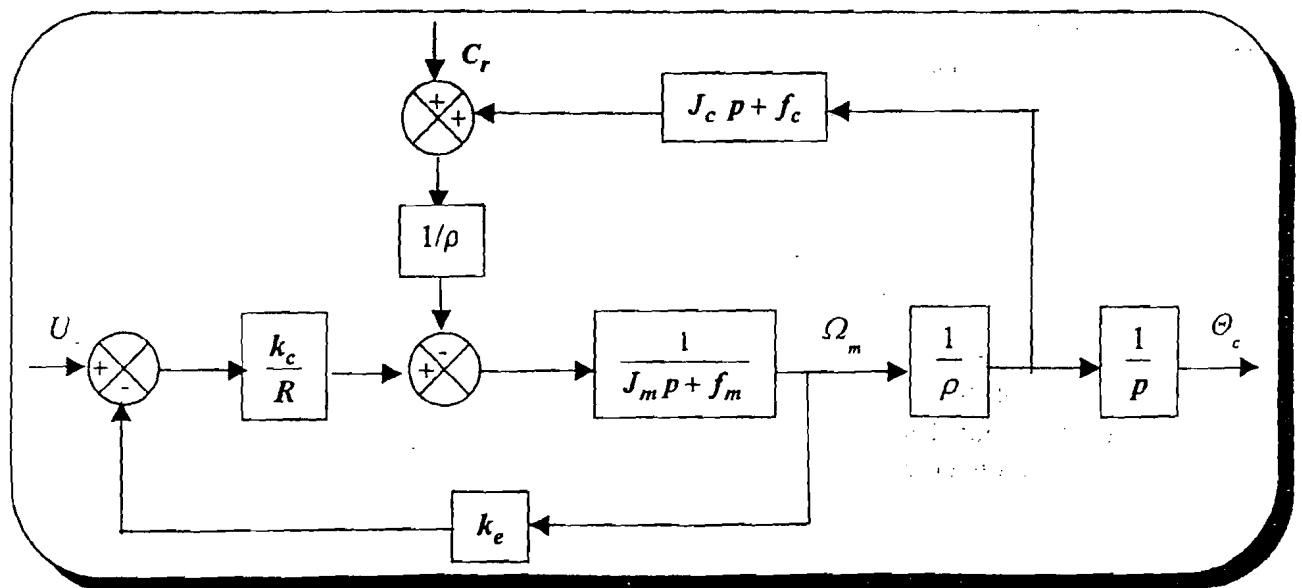 C_r
+
+
J_c p + f_c
1/ρ
U
+
-
k_c
R
-
+
1
J_m p + f_m
Ω_m
1
ρ
1
p
Θ_c
k_e